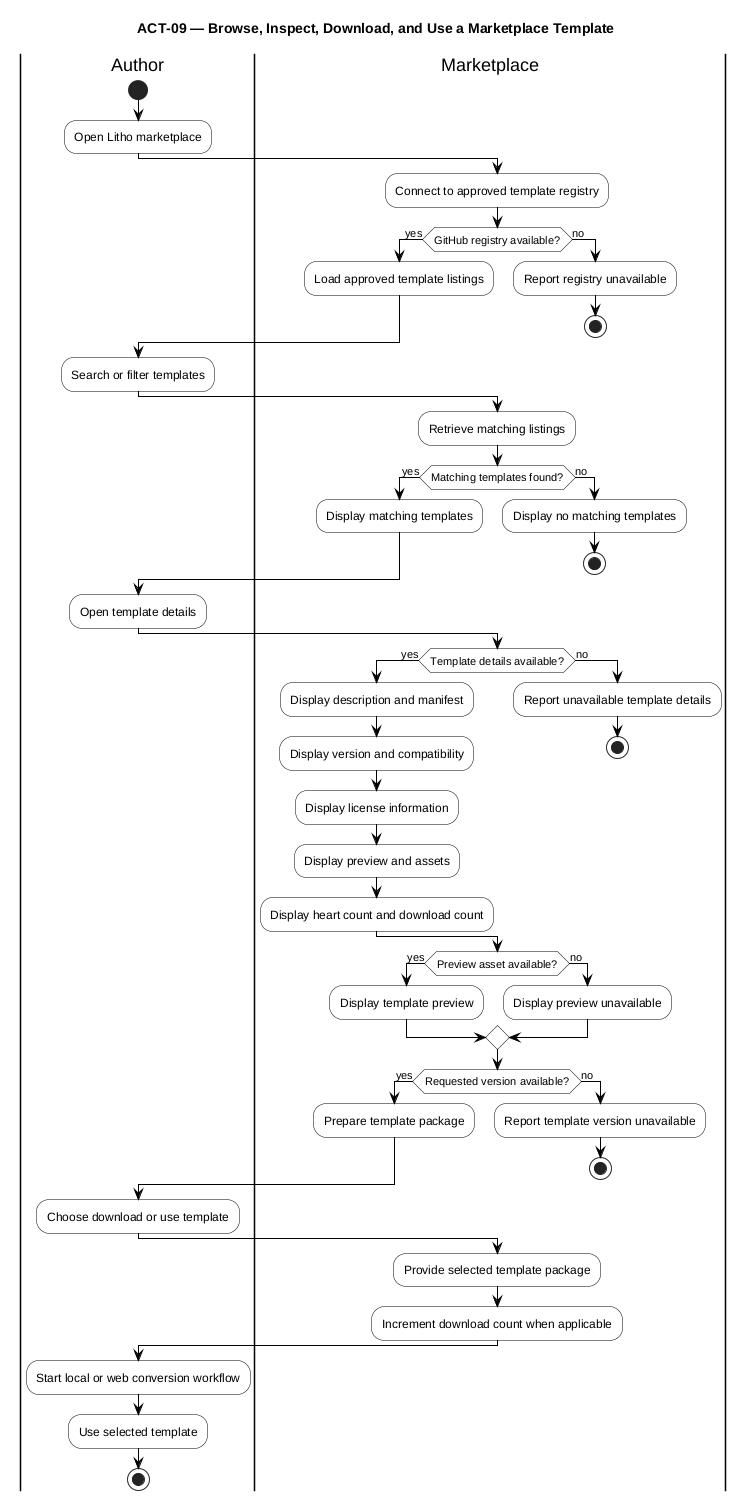 ACT-09 — Browse, Inspect, Download, and Use a Marketplace Template
Author
Marketplace
Open Litho marketplace
Connect to approved template registry
yes
GitHub registry available?
no
Load approved template listings
Report registry unavailable
Search or filter templates
Retrieve matching listings
yes
Matching templates found?
no
Display matching templates
Display no matching templates
Open template details
yes
Template details available?
no
Display description and manifest
Report unavailable template details
Display version and compatibility
Display license information
Display preview and assets
Display heart count and download count
yes
Preview asset available?
no
Display template preview
Display preview unavailable
yes
Requested version available?
no
Prepare template package
Report template version unavailable
Choose download or use template
Provide selected template package
Increment download count when applicable
Start local or web conversion workflow
Use selected template